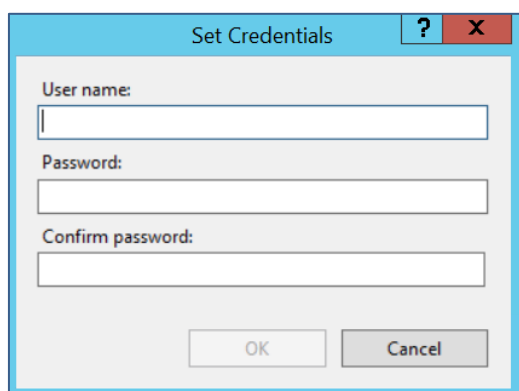 Set Credentials
?
X
User name:
Password:
Confirm password:
OK
Cancel